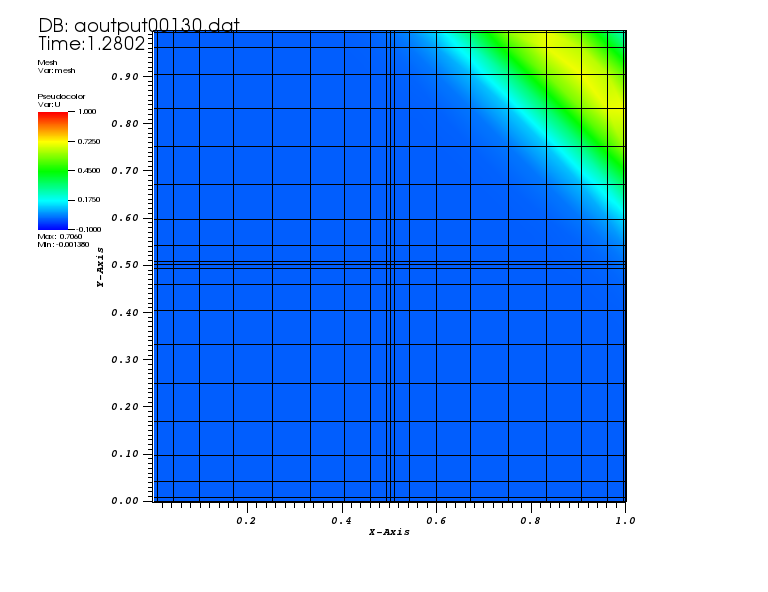 DB: aoutput00130.dat
Time:1.2802
Mesh
Var: mesh
Pseudocolor
Var: U
1.000
0.7250
0.4500
0.1750
-0.1000
Max: 0.7060
Min: -0.001380
Y-Axis
0.90
0.80
0.70
0.60
0.50
0.40
0.30
0.20
0.10
0.00
0.2 0.4 0.6 0.8 1.0
X-Axis